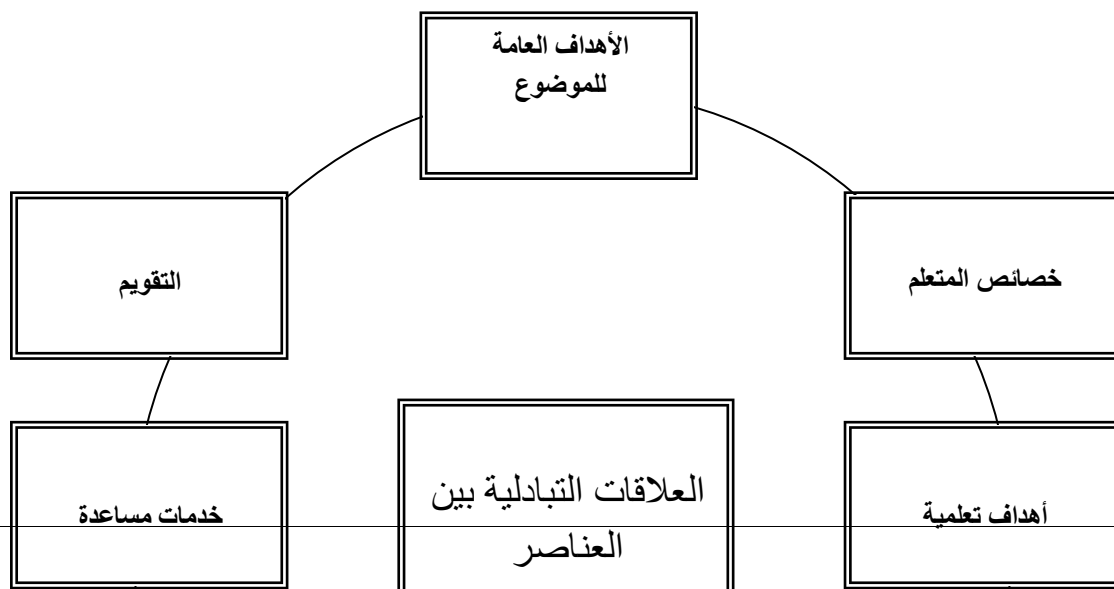 الأهداف العامة
للموضوع
خصائص المتعلم
التقويم
أهداف تعلمية
العلاقات التبادلية بين
العناصر
خدمات مساعدة